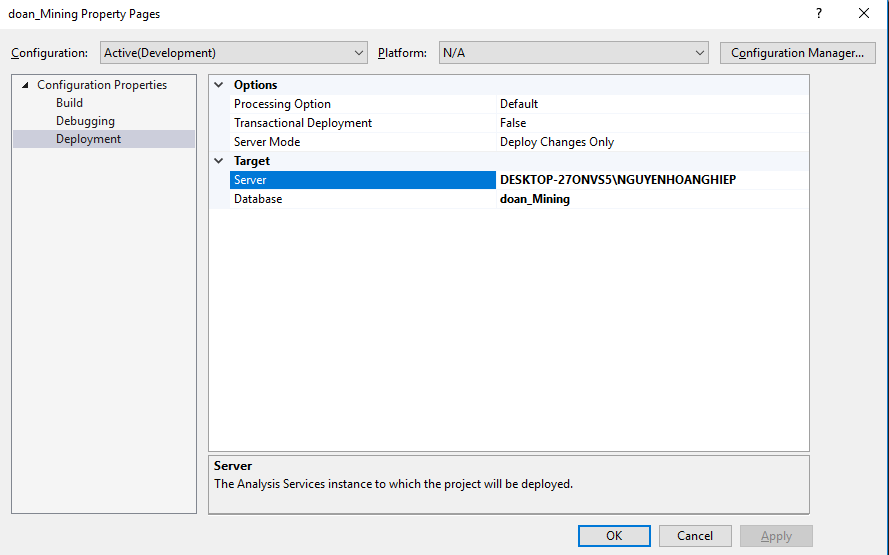 doan_Mining Property Pages
?
Configuration: Active(Development) Platform: N/A Configuration Manager...
Configuration Properties
Build
Debugging
Deployment
Options
Processing Option Default
Transactional Deployment False
Server Mode Deploy Changes Only
Target
Server DESKTOP-27ONVS5\NGUYENHOANGHIEP
Database doan_Mining
Server
The Analysis Services instance to which the project will be deployed.
OK Cancel Apply